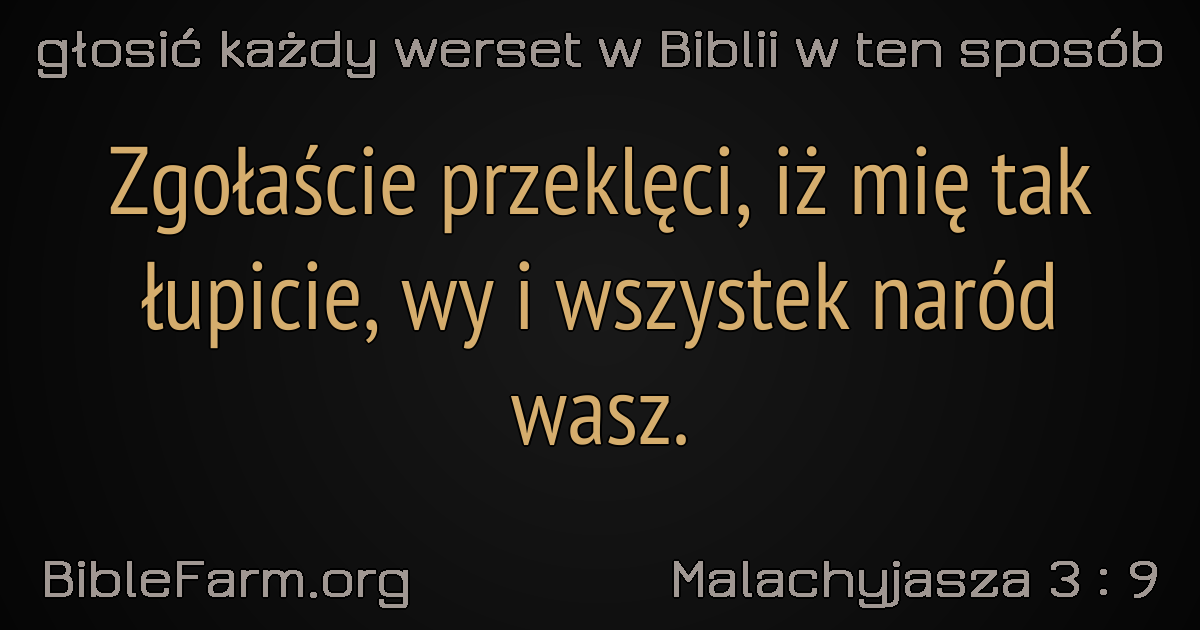 głosić każdy werset w Biblii w ten sposób
Zgołaście przeklęci, iż mię tak
łupicie, wy i wszystek naród
wasz.
BibleFarm.org
Malachyjasza 3 : 9